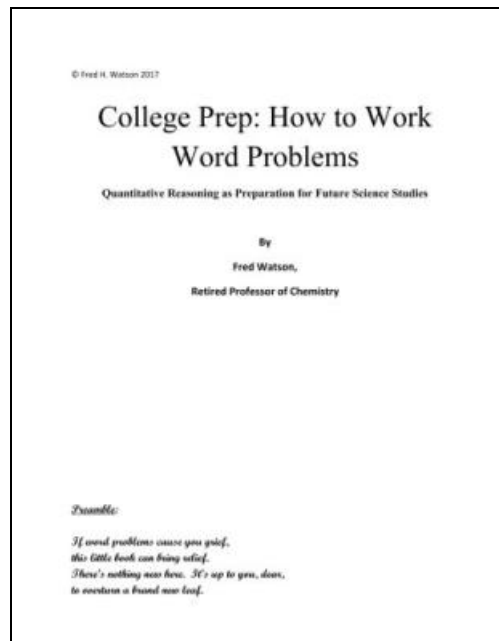 © Fred H. Watson 2017
College Prep: How to Work
Word Problems
Quantitative Reasoning as Preparation for Future Science Studies
By
Fred Watson,
Retired Professor of Chemistry
Preamble:
If word problems cause you grief,
this little book can bring relief.
There's nothing new here. It's up to you, dear,
to overturn a brand new leaf.